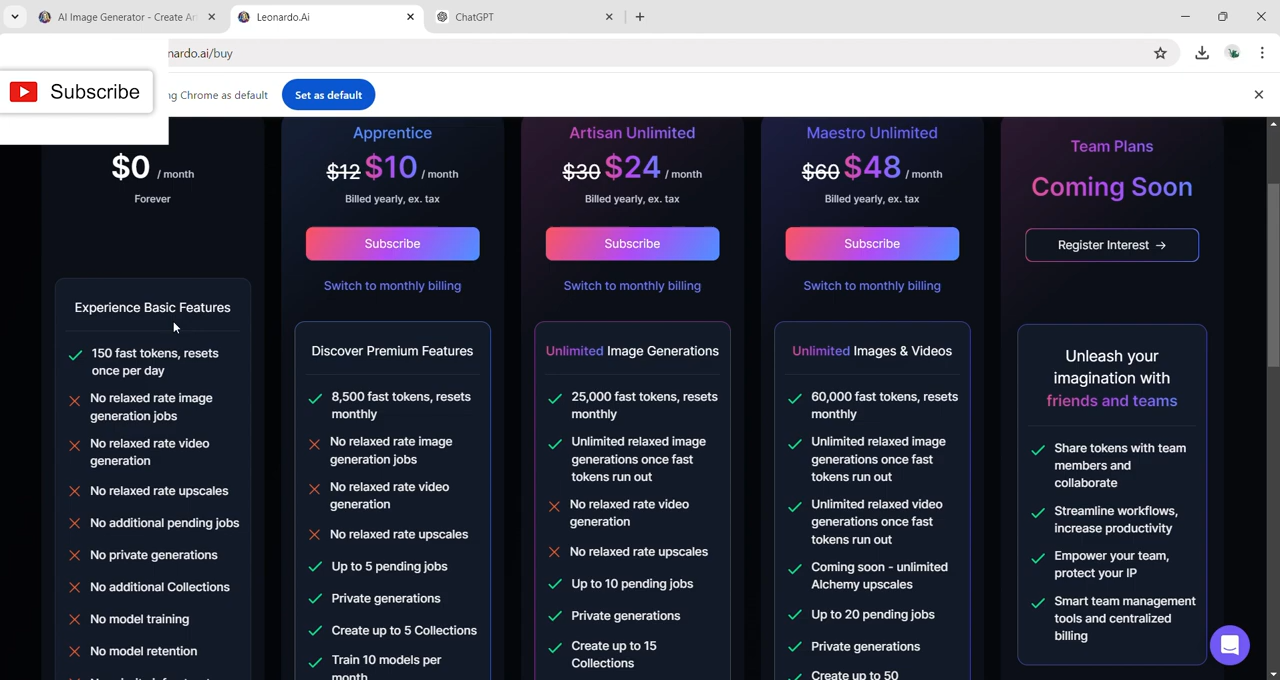 AI Image Generator - Create Ar
Leonardo.Ai
ChatGPT
nardo.ai/buy
Subscribe
ng Chrome as default
Set as default
$0 / month
Forever
Experience Basic Features
150 fast tokens, resets
once per day
No relaxed rate image
generation jobs
No relaxed rate video
generation
No relaxed rate upscales
No additional pending jobs
No private generations
No additional Collections
No model training
No model retention
Apprentice
$12 $10 / month
Billed yearly, ex. tax
Subscribe
Switch to monthly billing
Discover Premium Features
8,500 fast tokens, resets
monthly
No relaxed rate image
generation jobs
No relaxed rate video
generation
No relaxed rate upscales
Up to 5 pending jobs
Private generations
Create up to 5 Collections
Train 10 models per
month
Artisan Unlimited
$30 $24 / month
Billed yearly, ex. tax
Subscribe
Switch to monthly billing
Unlimited Image Generations
25,000 fast tokens, resets
monthly
Unlimited relaxed image
generations once fast
tokens run out
No relaxed rate video
generation
No relaxed rate upscales
Up to 10 pending jobs
Private generations
Create up to 15
Collections
Maestro Unlimited
$60 $48 / month
Billed yearly, ex. tax
Subscribe
Switch to monthly billing
Unlimited Images & Videos
60,000 fast tokens, resets
monthly
Unlimited relaxed image
generations once fast
tokens run out
Unlimited relaxed video
generations once fast
tokens run out
Coming soon - unlimited
Alchemy upscales
Up to 20 pending jobs
Private generations
Create up to 50
Team Plans
Coming Soon
Register Interest →
Unleash your
imagination with
friends and teams
Share tokens with team
members and
collaborate
Streamline workflows,
increase productivity
Empower your team,
protect your IP
Smart team management
tools and centralized
billing